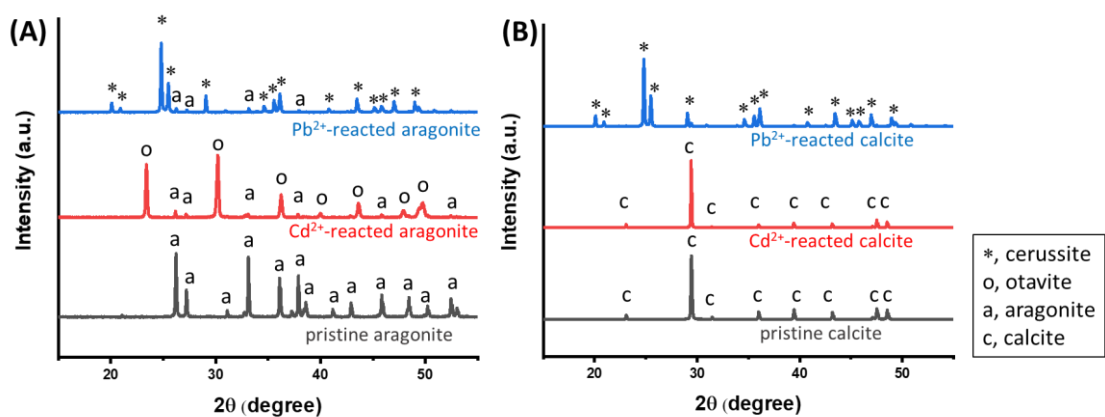 (A)
Intensity (a.u.)
*
* * * a a * a * * * a * * * * *
Pb²⁺-reacted aragonite
o o
a a a o a o o a o o a
Cd²⁺-reacted aragonite
a a a a a a a a a a a a a
pristine aragonite
20 30 40 50
2θ (degree)
(B)
Intensity (a.u.)
*
* * * * * * * * * * * *
Pb²⁺-reacted calcite
c
c c c c c c c
Cd²⁺-reacted calcite
c
c c c c c c c
pristine calcite
20 30 40 50
2θ (degree)
*, cerussite
o, otavite
a, aragonite
c, calcite